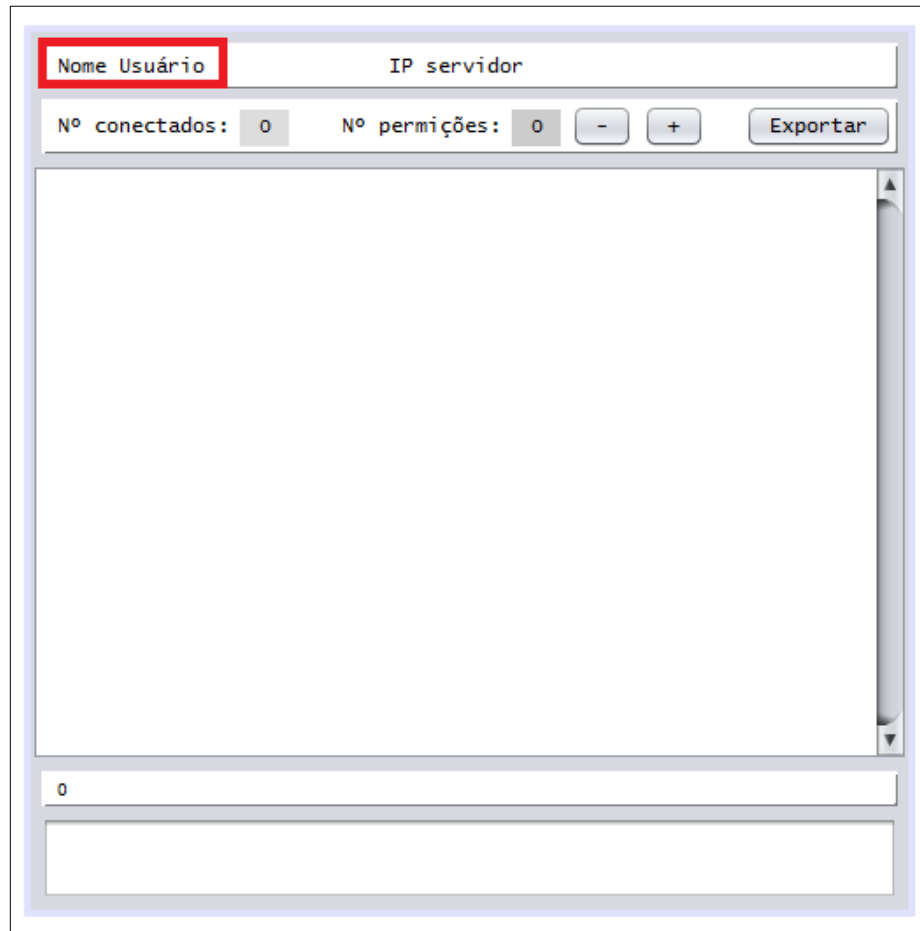 Nome Usuário IP servidor
Nº conectados: 0 Nº permições: 0 - + Exportar
0